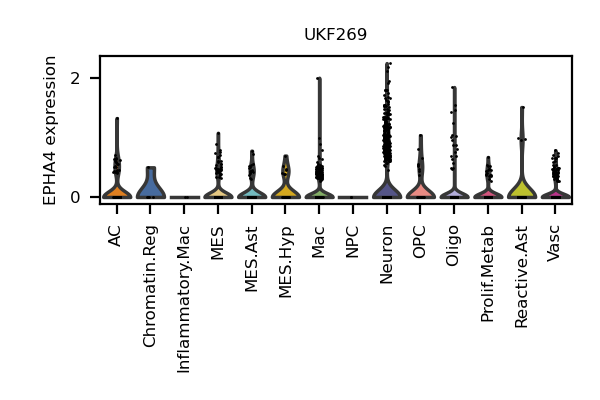 UKF269
EPHA4 expression
2
0
AC
Chromatin.Reg
Inflammatory.Mac
MES
MES.Ast
MES.Hyp
Mac
NPC
Neuron
OPC
Oligo
Prolif.Metab
Reactive.Ast
Vasc